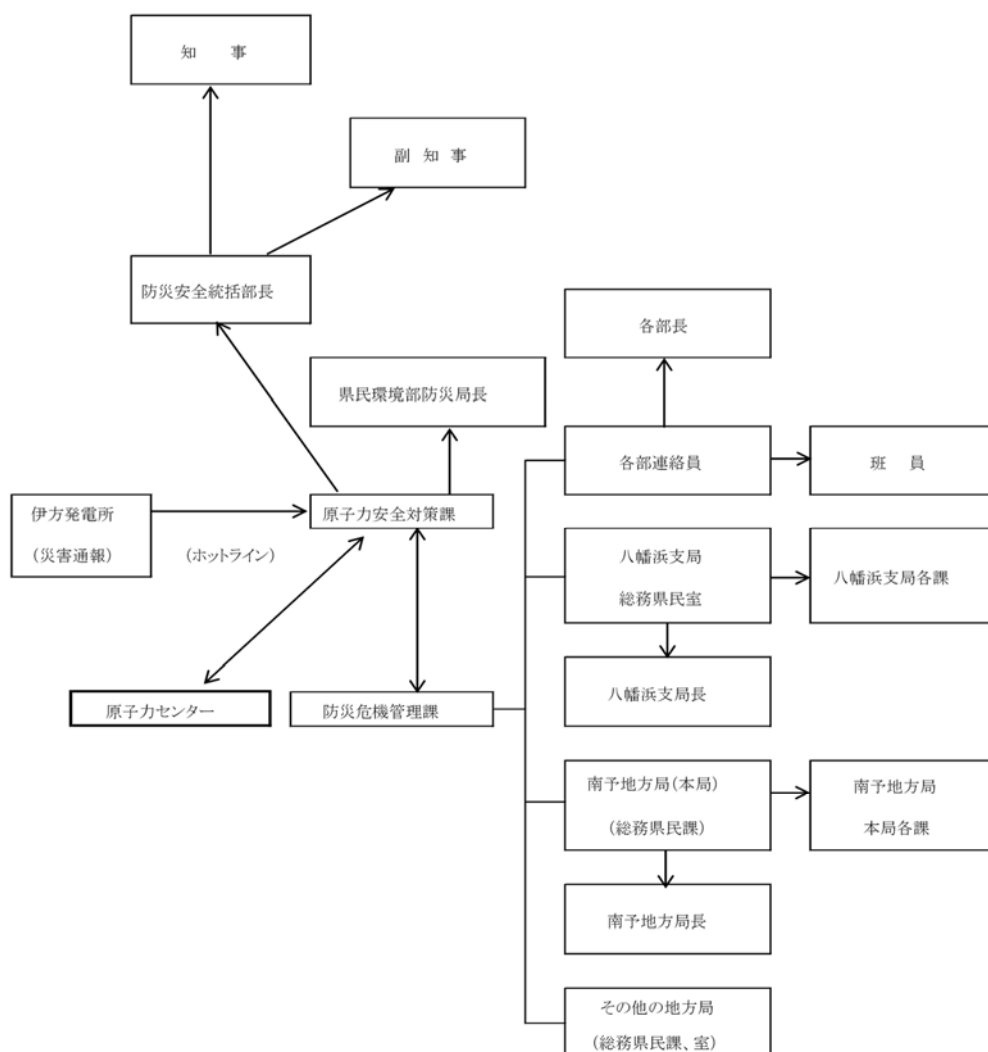 知　　事
副 知 事
防災安全統括部長
各部長
県民環境部防災局長
各部連絡員
班　員
伊方発電所
(災害通報)
(ホットライン)
原子力安全対策課
八幡浜支局
総務県民室
八幡浜支局各課
八幡浜支局長
原子力センター
防災危機管理課
南予地方局(本局)
(総務県民課)
南予地方局
本局各課
南予地方局長
その他の地方局
(総務県民課、室)